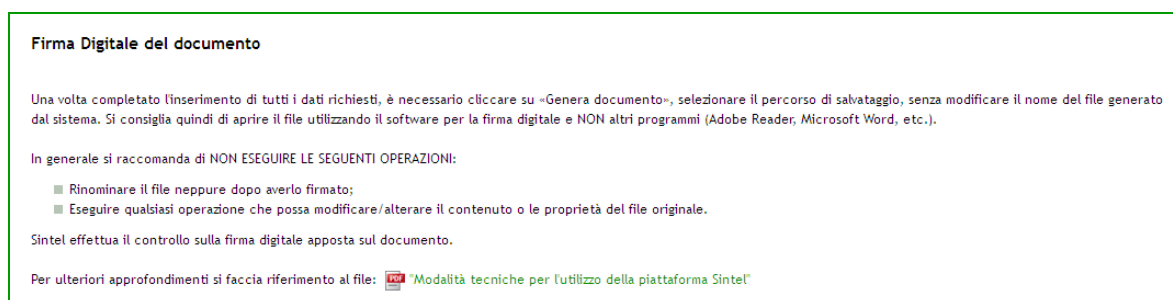 Firma Digitale del documento
Una volta completato l'inserimento di tutti i dati richiesti, è necessario cliccare su «Genera documento», selezionare il percorso di salvataggio, senza modificare il nome del file generato
dal sistema. Si consiglia quindi di aprire il file utilizzando il software per la firma digitale e NON altri programmi (Adobe Reader, Microsoft Word, etc.).
In generale si raccomanda di NON ESEGUIRE LE SEGUENTI OPERAZIONI:
Rinominare il file neppure dopo averlo firmato;
Eseguire qualsiasi operazione che possa modificare/alterare il contenuto o le proprietà del file originale.
Sintel effettua il controllo sulla firma digitale apposta sul documento.
Per ulteriori approfondimenti si faccia riferimento al file: PDF "Modalità tecniche per l'utilizzo della piattaforma Sintel"